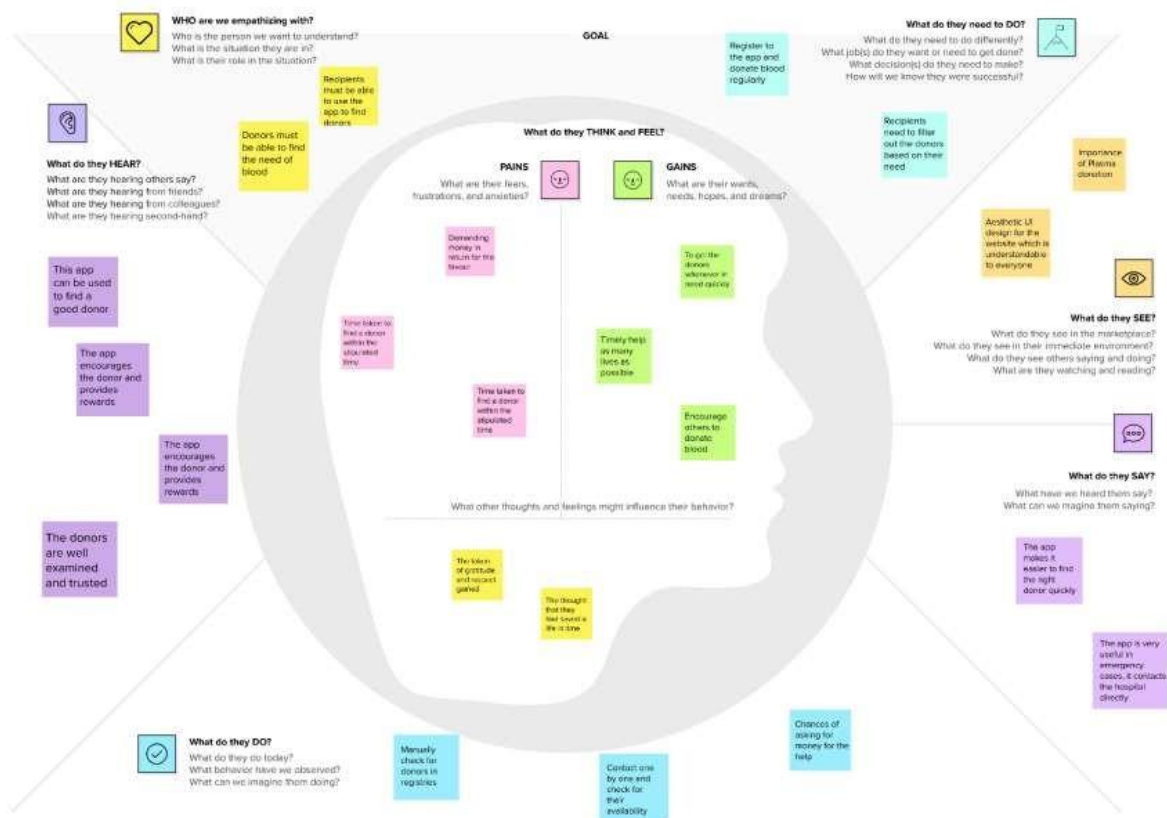 WHO are we empathizing with?
Who is the person we want to understand?
What is the situation they are in?
What is their role in the situation?
GOAL
What do they need to DO?
What do they need to do differently?
What job(s) do they want or need to get done?
What decision(s) do they need to make?
How will we know they were successful?
Recipients
must be able
to use the
app to find
donors
Donors must
be able to find
the need of
blood
Register to
the app and
donate blood
regularly
Recipients
need to filter
out the donors
based on their
need
What do they HEAR?
What are they hearing others say?
What are they hearing from friends?
What are they hearing from colleagues?
What are they hearing second-hand?
This app
can be used
to find a
good donor
The app
encourages
the donor and
provides
rewards
The app
encourages
the donor and
provides
rewards
The donors
are well
examined
and trusted
What do they THINK and FEEL?
PAINS
What are their fears,
frustrations, and anxieties?
GAINS
What are their wants,
needs, hopes, and dreams?
Demanding
money in
return for the
favour
Time taken to
find a donor
within the
stipulated
time
Time taken to
find a donor
within the
stipulated
time
To get the
donors
whenever in
need quickly
Timely help
as many
lives as
possible
Encourage
others to
donate
blood
What other thoughts and feelings might influence their behavior?
The token
of gratitude
and respect
gained
The thought
that they
had saved a
life in time
Importance
of Plasma
donation
Aesthetic UI
design for the
website which is
understandable
to everyone
What do they SEE?
What do they see in the marketplace?
What do they see in their immediate environment?
What do they see others saying and doing?
What are they watching and reading?
What do they SAY?
What have we heard them say?
What can we magine them saying?
The app
makes it
easier to find
the right
donor quickly
The app is very
useful in
emergency
cases, it contacts
the hospital
directly
What do they DO?
What do they do today?
What behavior have we observed?
What can we imagine them doing?
Manually
check for
donors in
registries
Contact one
by one and
check for
their
availability
Chances of
asking for
money for the
help